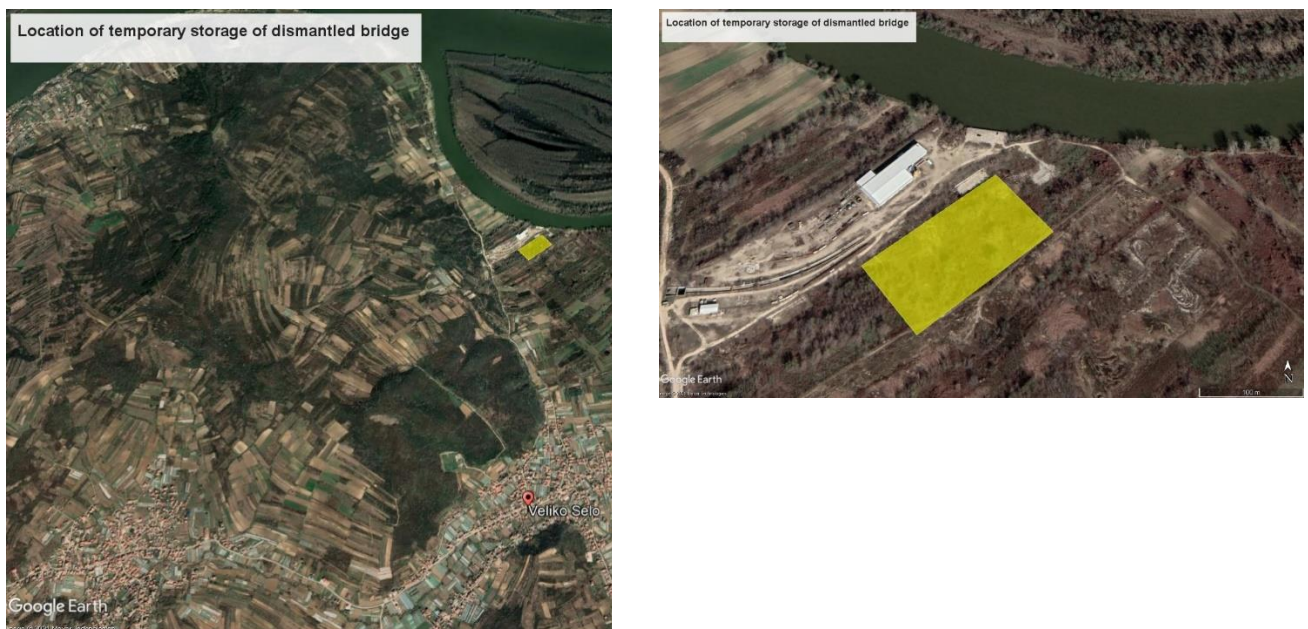 Location of temporary storage of dismantled bridge
Veliko Selo
Google Earth
Location of temporary storage of dismantled bridge
Google Earth
N
100 m